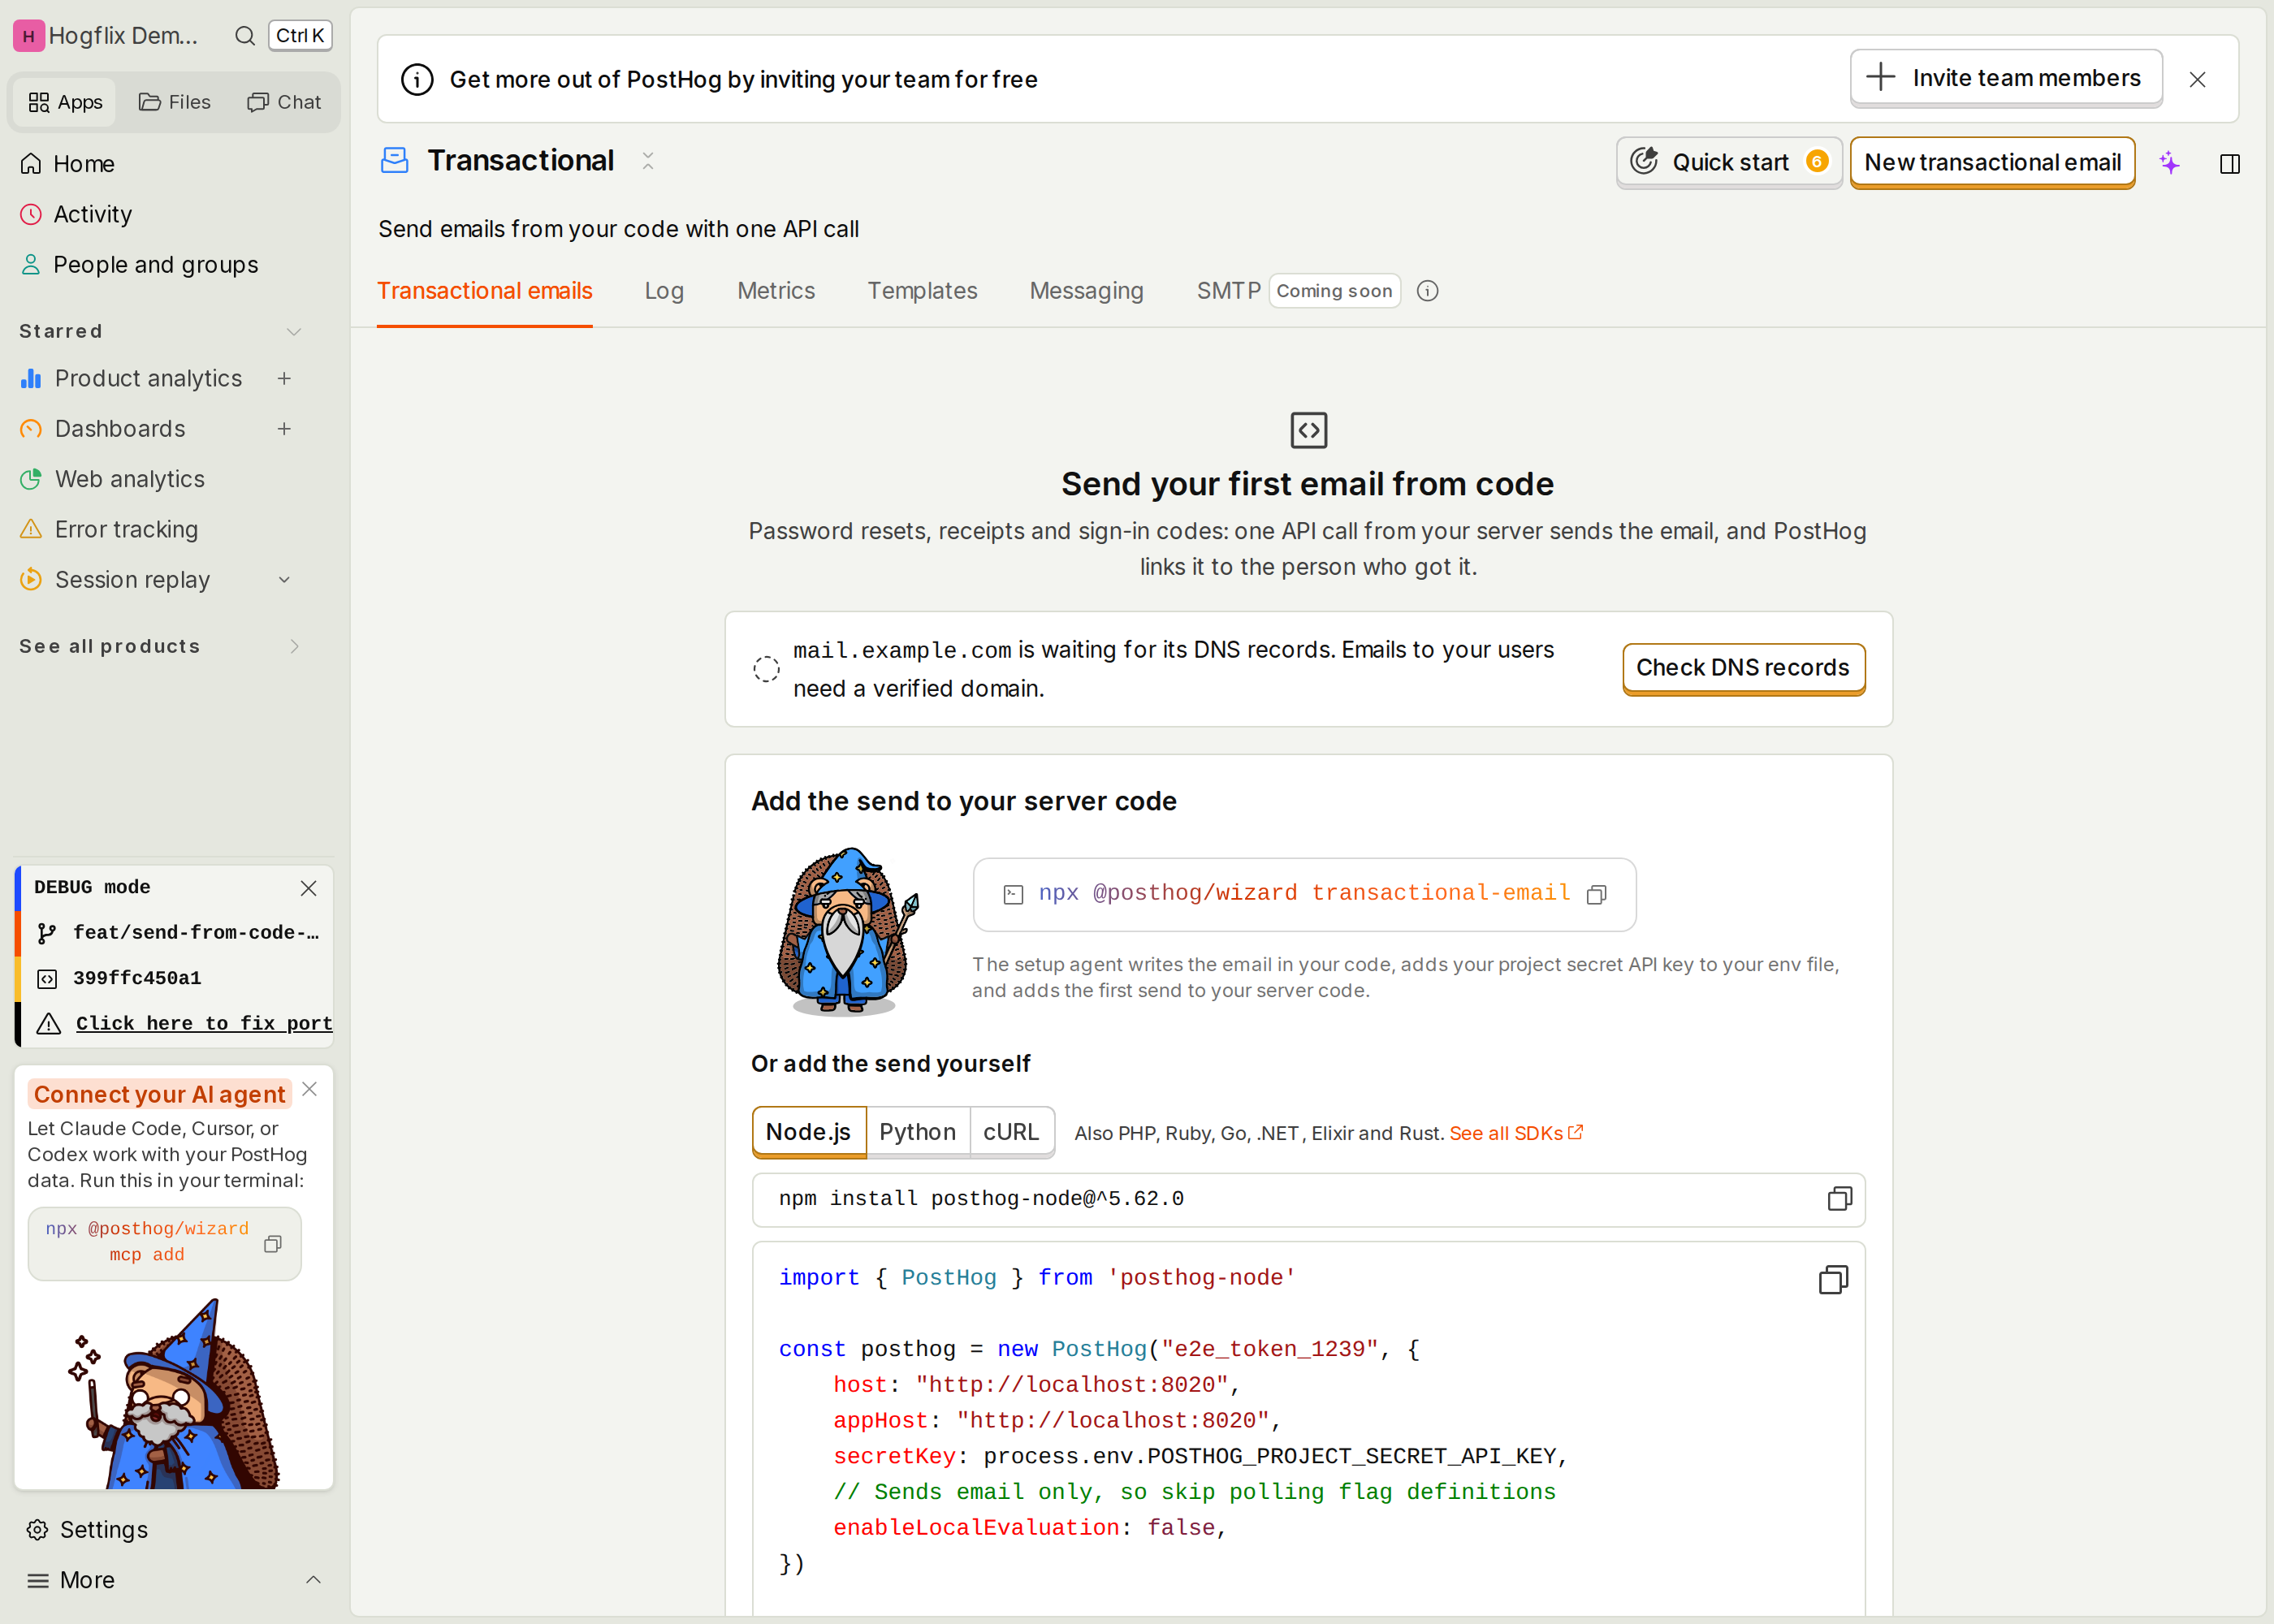 H Hogflix Dem... Ctrl K
Apps Files Chat
Home
Activity
People and groups
Starred
Product analytics
Dashboards
Web analytics
Error tracking
Session replay
See all products
DEBUG mode
feat/send-from-code-…
399ffc450a1
Click here to fix port
Connect your AI agent
Let Claude Code, Cursor, or
Codex work with your PostHog
data. Run this in your terminal:
npx @posthog/wizard
mcp add
Settings
More
Get more out of PostHog by inviting your team for free
Invite team members
Transactional
Quick start 6
New transactional email
Send emails from your code with one API call
Transactional emails Log Metrics Templates Messaging SMTP Coming soon
Send your first email from code
Password resets, receipts and sign-in codes: one API call from your server sends the email, and PostHog
links it to the person who got it.
mail.example.com is waiting for its DNS records. Emails to your users
need a verified domain.
Check DNS records
Add the send to your server code
npx @posthog/wizard transactional-email
The setup agent writes the email in your code, adds your project secret API key to your env file,
and adds the first send to your server code.
Or add the send yourself
Node.js Python cURL Also PHP, Ruby, Go, .NET, Elixir and Rust. See all SDKs
npm install posthog-node@^5.62.0
import { PostHog } from 'posthog-node'
const posthog = new PostHog("e2e_token_1239", {
host: "http://localhost:8020",
appHost: "http://localhost:8020",
secretKey: process.env.POSTHOG_PROJECT_SECRET_API_KEY,
// Sends email only, so skip polling flag definitions
enableLocalEvaluation: false,
})